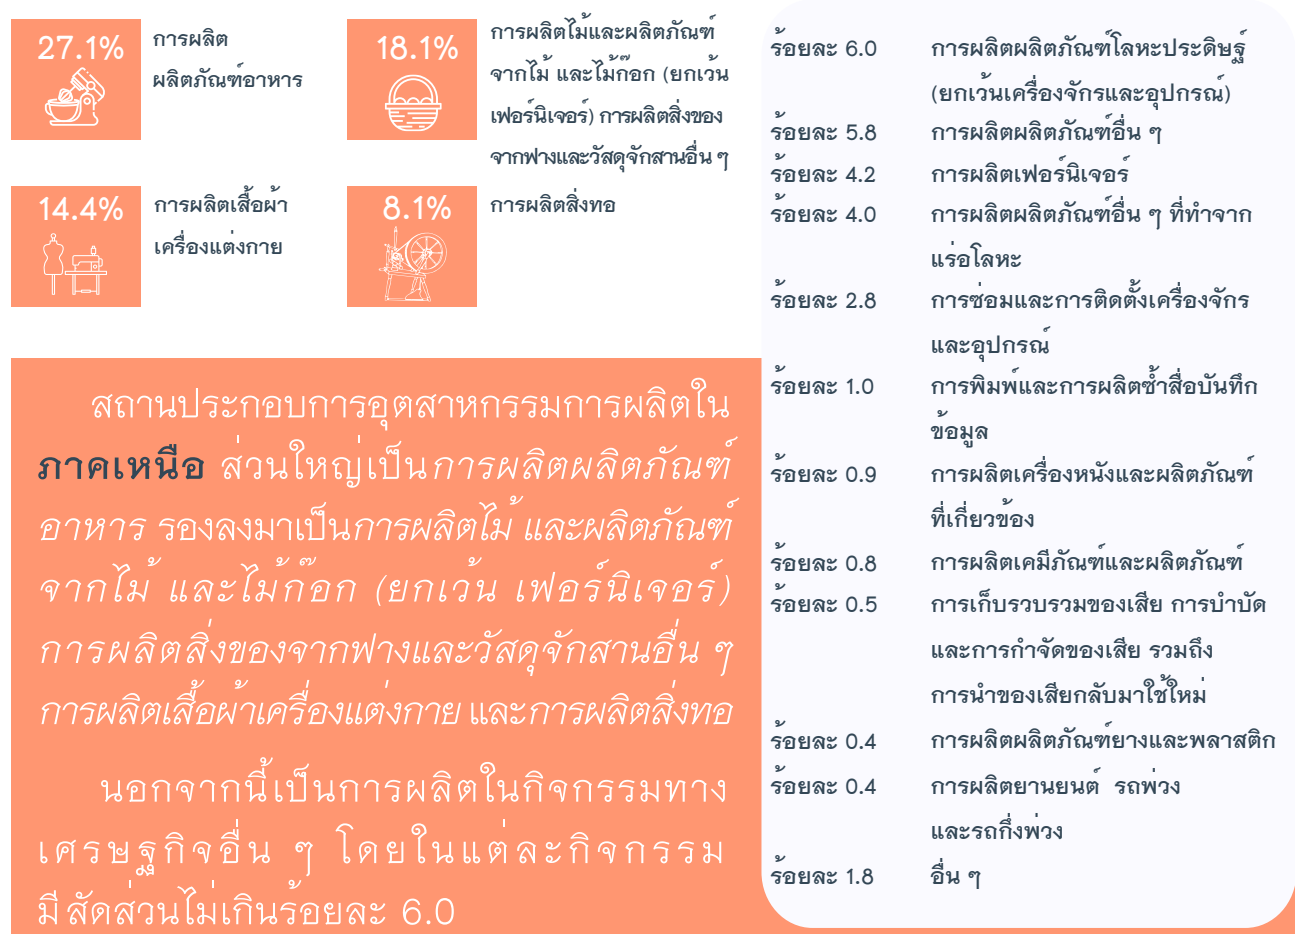 27.1%
การผลิต
ผลิตภัณฑ์อาหาร
18.1%
การผลิตไม้และผลิตภัณฑ์
จากไม้ และไม้ก๊อก (ยกเว้น
เฟอร์นิเจอร์) การผลิตสิ่งของ
จากฟางและวัสดุจักสานอื่น ๆ
14.4%
การผลิตเสื้อผ้า
เครื่องแต่งกาย
8.1%
การผลิตสิ่งทอ
สถานประกอบการอุตสาหกรรมการผลิตใน
ภาคเหนือ ส่วนใหญ่เป็นการผลิตผลิตภัณฑ์
อาหาร รองลงมาเป็นการผลิตไม้ และผลิตภัณฑ์
จากไม้ และไม้ก๊อก (ยกเว้น เฟอร์นิเจอร์)
การผลิตสิ่งของจากฟางและวัสดุจักสานอื่น ๆ
การผลิตเสื้อผ้าเครื่องแต่งกาย และการผลิตสิ่งทอ
นอกจากนี้เป็นการผลิตในกิจกรรมทาง
เศรษฐกิจอื่น ๆ โดยในแต่ละกิจกรรม
มีสัดส่วนไม่เกินร้อยละ 6.0
ร้อยละ 6.0 การผลิตผลิตภัณฑ์โลหะประดิษฐ์
(ยกเว้นเครื่องจักรและอุปกรณ์)
ร้อยละ 5.8 การผลิตผลิตภัณฑ์อื่น ๆ
ร้อยละ 4.2 การผลิตเฟอร์นิเจอร์
ร้อยละ 4.0 การผลิตผลิตภัณฑ์อื่น ๆ ที่ทำจาก
แร่อโลหะ
ร้อยละ 2.8 การซ่อมและการติดตั้งเครื่องจักร
และอุปกรณ์
ร้อยละ 1.0 การพิมพ์และการผลิตซ้ำสื่อบันทึก
ข้อมูล
ร้อยละ 0.9 การผลิตเครื่องหนังและผลิตภัณฑ์
ที่เกี่ยวข้อง
ร้อยละ 0.8 การผลิตเคมีภัณฑ์และผลิตภัณฑ์
ร้อยละ 0.5 การเก็บรวบรวมของเสีย การบำบัด
และการกำจัดของเสีย รวมถึง
การนำของเสียกลับมาใช้ใหม่
ร้อยละ 0.4 การผลิตผลิตภัณฑ์ยางและพลาสติก
ร้อยละ 0.4 การผลิตยานยนต์ รถพ่วง
และรถกึ่งพ่วง
ร้อยละ 1.8 อื่น ๆ